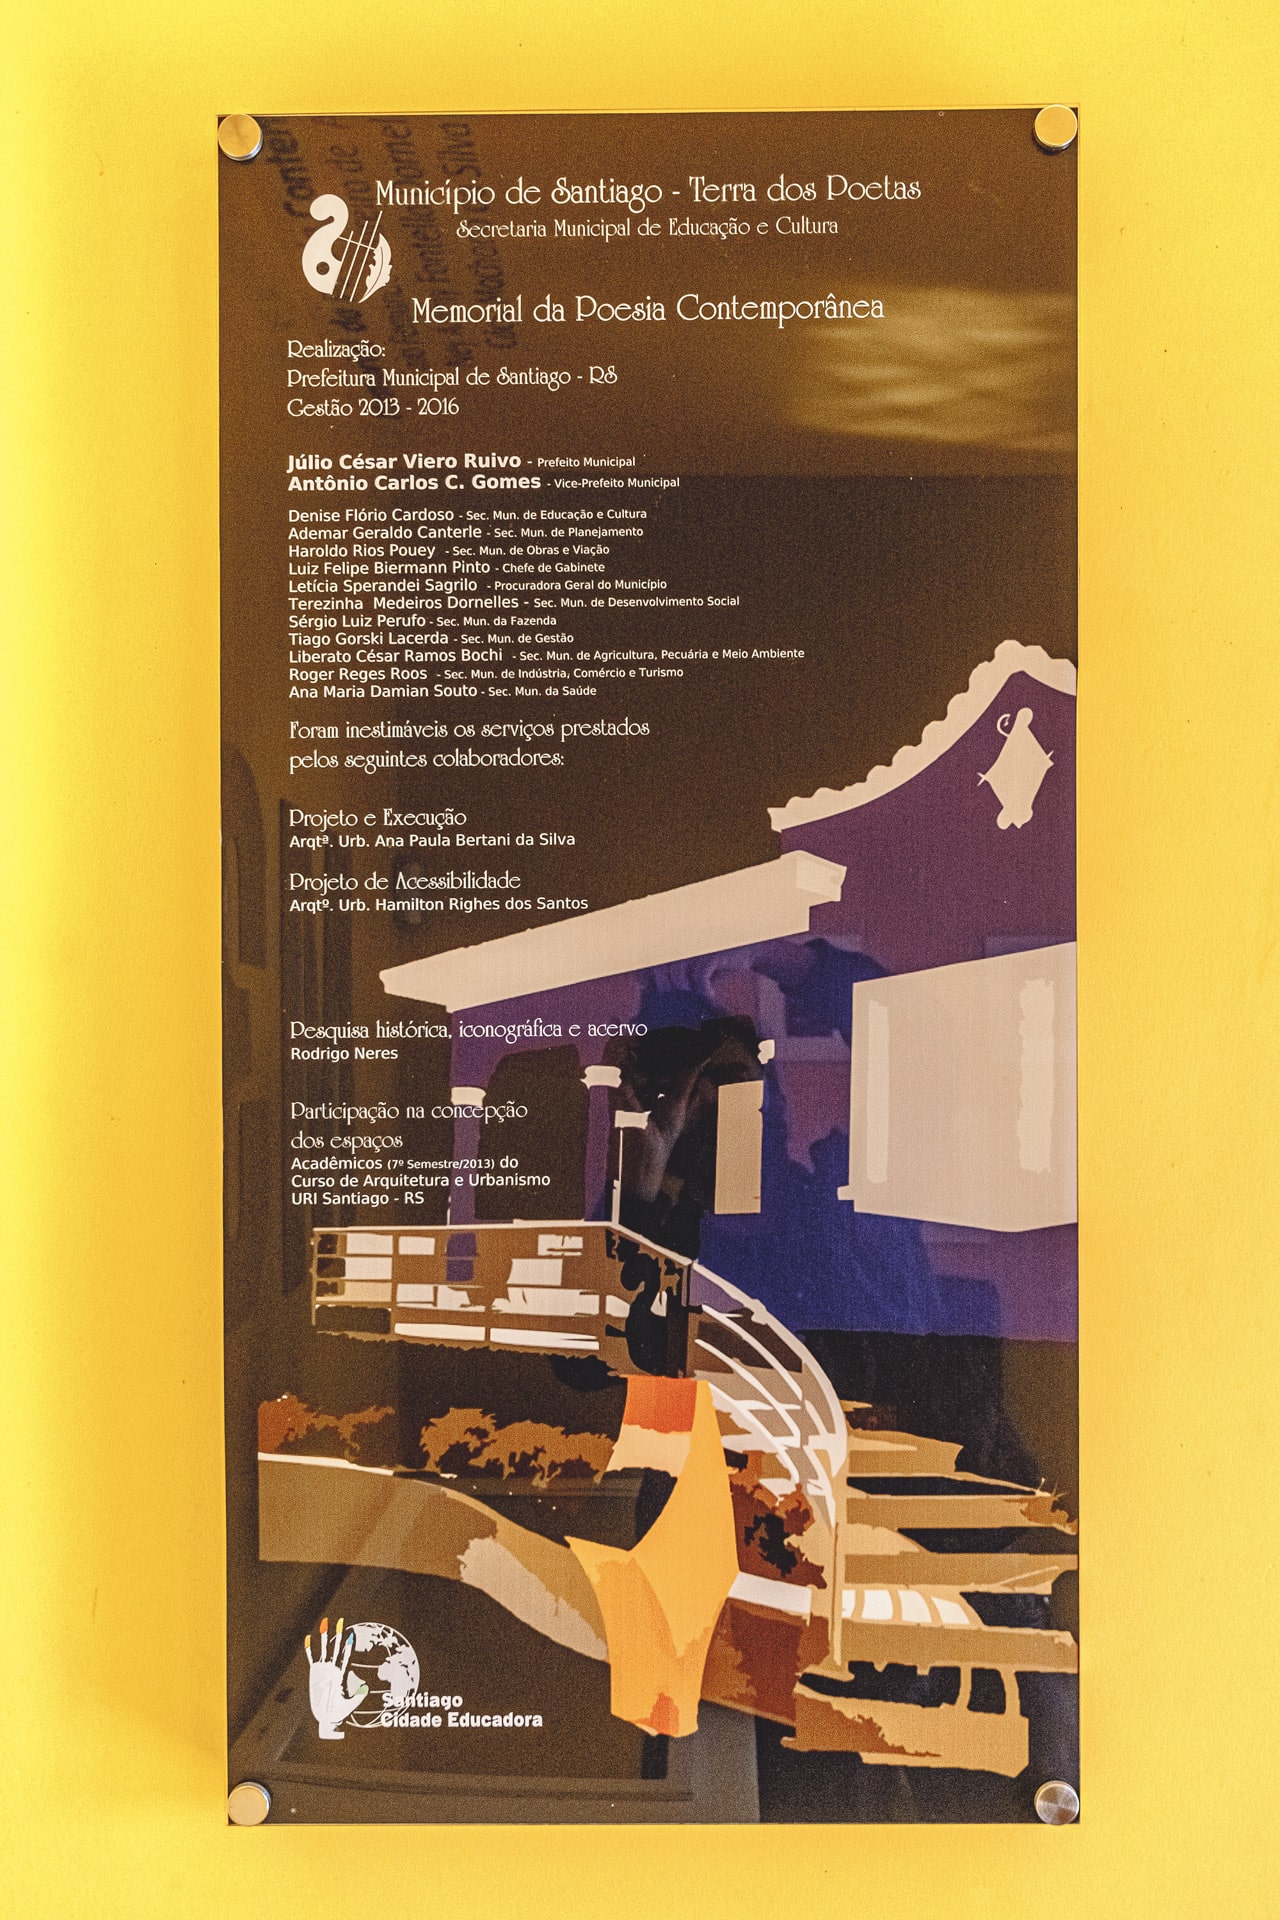 Município de Santiago - Terra dos Poetas
Secretaria Municipal de Educação e Cultura
Memorial da Poesia Contemporânea
Realização:
Prefeitura Municipal de Santiago - RS
Gestão 2013 - 2016
Júlio César Viero Ruivo - Prefeito Municipal
Antônio Carlos C. Gomes - Vice-Prefeito Municipal
Denise Flório Cardoso - Sec. Mun. de Educação e Cultura
Ademar Geraldo Canterle - Sec. Mun. de Planejamento
Haroldo Rios Pouey - Sec. Mun. de Obras e Viação
Luiz Felipe Biermann Pinto - Chefe de Gabinete
Letícia Sperandei Sagrilo - Procuradora Geral do Município
Terezinha Medeiros Dornelles - Sec. Mun. de Desenvolvimento Social
Sérgio Luiz Perufo - Sec. Mun. da Fazenda
Tiago Gorski Lacerda - Sec. Mun. de Gestão
Liberato César Ramos Bochi - Sec. Mun. de Agricultura, Pecuária e Meio Ambiente
Roger Reges Roos - Sec. Mun. de Indústria, Comércio e Turismo
Ana Maria Damian Souto - Sec. Mun. da Saúde
Foram inestimáveis os serviços prestados
pelos seguintes colaboradores:
Projeto e Execução
Arqtª. Urb. Ana Paula Bertani da Silva
Projeto de Acessibilidade
Arqtº. Urb. Hamilton Righes dos Santos
Pesquisa histórica, iconográfica e acervo
Rodrigo Neres
Participação na concepção
dos espaços
Acadêmicos (7º Semestre/2013) do
Curso de Arquitetura e Urbanismo
URI Santiago - RS
Santiago
Cidade Educadora